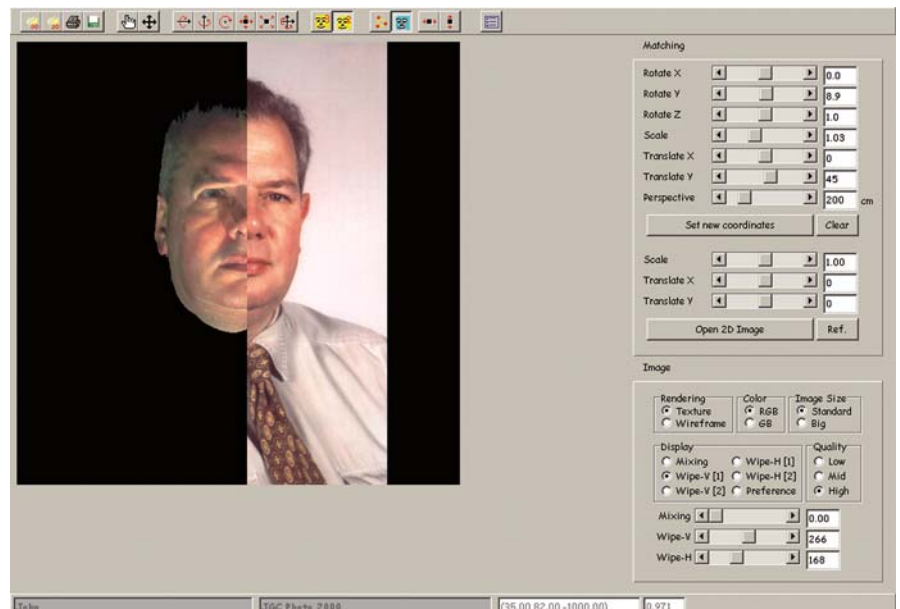 Matching
Rotate X 0.0
Rotate Y 8.9
Rotate Z 1.0
Scale 1.03
Translate X 0
Translate Y 45
Perspective 200 cm
Set new coordinates Clear
Scale 1.00
Translate X 0
Translate Y 0
Open 2D Image Ref.
Image
Rendering Color Image Size
Texture RGB Standard
Wireframe GB Big
Display Quality
Mixing Wipe-H [1] Low
Wipe-V [1] Wipe-H [2] Mid
Wipe-V [2] Preference High
Mixing 0.00
Wipe-V 266
Wipe-H 168
(35.00,82.00,-1000.00) 0.971